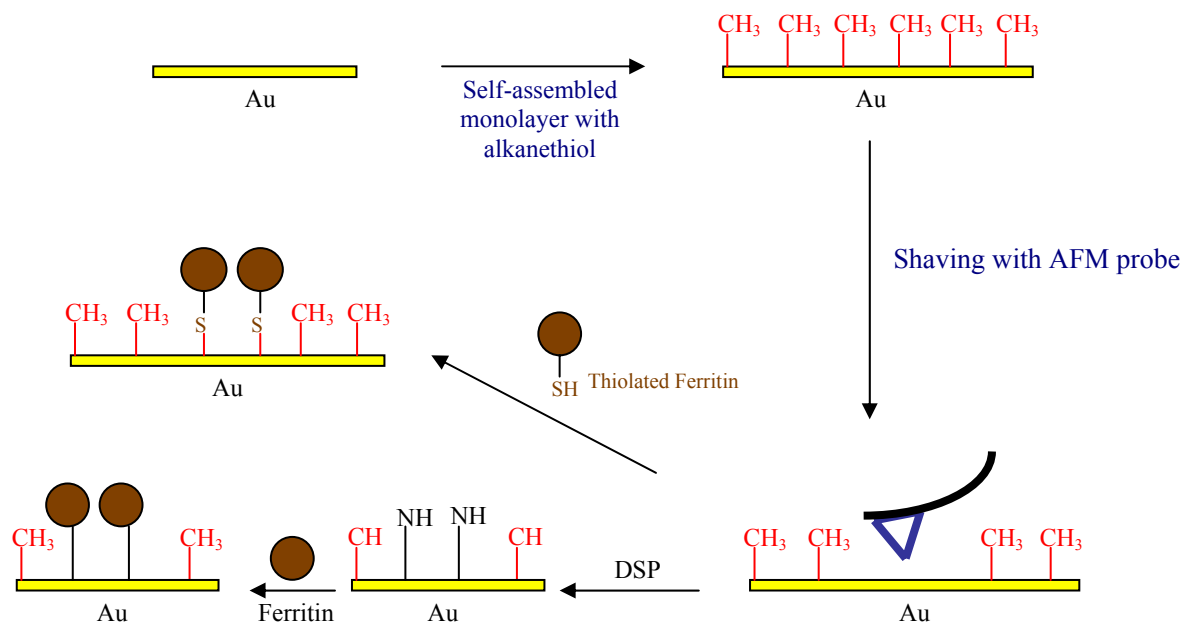 CH3 CH3 CH3 CH3 CH3 CH3
Au
Self-assembled
monolayer with
alkanethiol
Au
Shaving with AFM probe
CH3 CH3 S S CH3 CH3
Au
SH Thiolated Ferritin
CH3 CH3
Au
Ferritin
CH NH NH CH
Au
DSP
CH3 CH3 CH3 CH3
Au